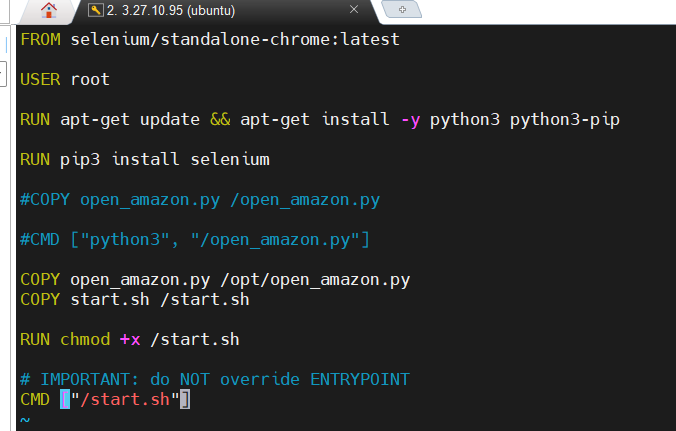 2. 3.27.10.95 (ubuntu)
FROM selenium/standalone-chrome:latest
USER root
RUN apt-get update && apt-get install -y python3 python3-pip
RUN pip3 install selenium
#COPY open_amazon.py /open_amazon.py
#CMD ["python3", "/open_amazon.py"]
COPY open_amazon.py /opt/open_amazon.py
COPY start.sh /start.sh
RUN chmod +x /start.sh
# IMPORTANT: do NOT override ENTRYPOINT
CMD ["/start.sh"]
~